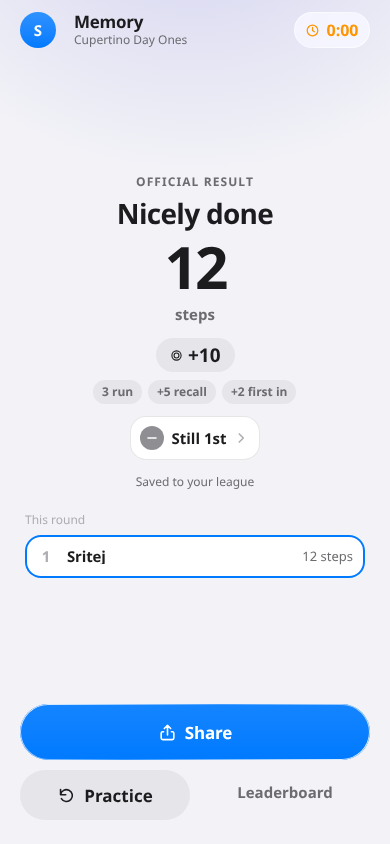 S
Memory
Cupertino Day Ones
0:00
OFFICIAL RESULT
Nicely done
12
steps
+10
3 run +5 recall +2 first in
Still 1st
Saved to your league
This round
1 Sritej 12 steps
Share
Practice Leaderboard